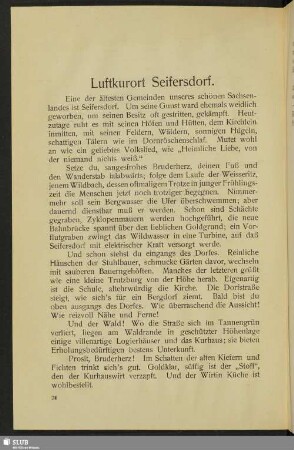 Luftkurort Seifersdorf.
Eine der ältesten Gemeinden unseres schönen Sachsen-
landes ist Seifersdorf. Um seine Gunst ward ehemals weidlich
geworben, um seinen Besitz oft gestritten, gekämpft. Heut-
zutage ruht es mit seinen Höfen und Hütten, dem Kirchlein
inmitten, mit seinen Feldern, Wäldern, sonnigen Hügeln,
schattigen Tälern wie im Dornröschenschlaf. Mutet wohl
an wie ein geliebtes Volkslied, wie „Heimliche Liebe, von
der niemand nichts weiß.“
Setze du, sangesfrohes Bruderherz, deinen Fuß und
den Wanderstab talabwärts; folge dem Laufe der Weisseritz,
jenem Wildbach, dessen oftmaligem Trotze in junger Frühlings-
zeit die Menschen jetzt noch trotziger begegnen. Nimmer-
mehr soll sein Bergwasser die Ufer überschwemmen; aber
dauernd dienstbar muß er werden. Schon sind Schächte
gegraben, Zyklopenmauern werden hochgeführt, die neue
Bahnbrücke spannt über den lieblichen Goldgrund; ein Vor-
flutgraben zwingt das Wildwasser in eine Turbine, auf daß
Seifersdorf mit elektrischer Kraft versorgt werde.
Und schon siehst du eingangs des Dorfes. Reinliche
Häuschen der Stuhlbauer, schmucke Gärten davor, wechseln
mit sauberen Bauerngehöften. Manches der letzteren grüßt
wie eine kleine Trutzburg von der Höhe herab. Eigenartig
ist die Schule, altehrwürdig die Kirche. Die Dorfstraße
steigt, wie sich's für ein Bergdorf ziemt. Bald bist du
oben am ausgange des Dorfes. Wie überraschend die Aussicht!
Wie reizvoll Nähe und Ferne!
Und der Wald! Wo die Straße sich im Tannengrün
verliert, liegen am Waldrande in geschützter Höhenlage
einige villenartige Logierhäuser und das Kurhaus; sie bieten
Erholungsbedürftigen bestens Unterkunft.
Prosit, Bruderherz! Im Schatten der alten Kiefern und
Fichten trinkt sich's gut. Goldklar, süffig ist der „Stoff“,
den der Kurhauswirt verzapft. Und der Wirtin Küche ist
wohlbestellt.
26
SLUB